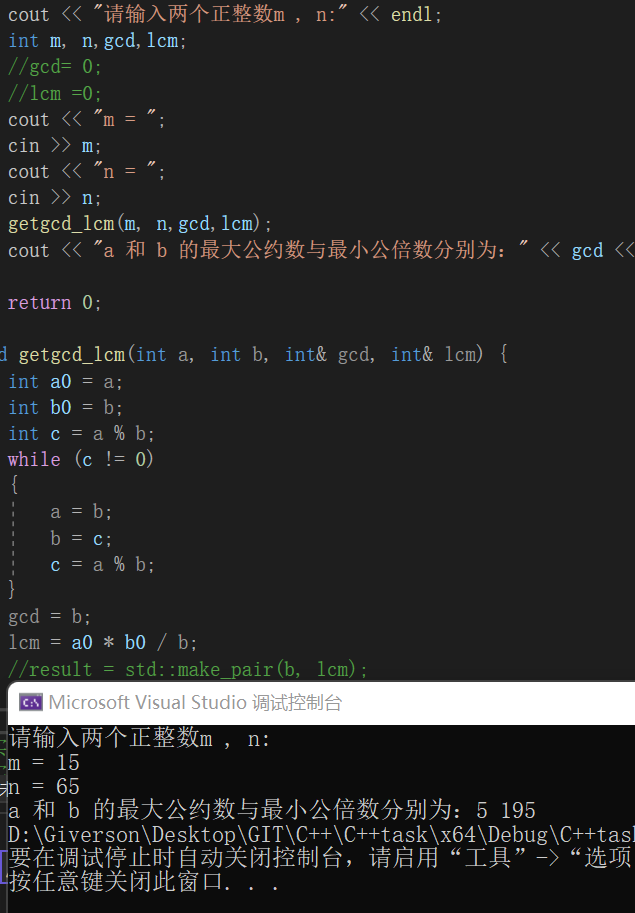 cout << "请输入两个正整数m , n:" << endl;
int m, n,gcd,lcm;
//gcd= 0;
//lcm =0;
cout << "m = ";
cin >> m;
cout << "n = ";
cin >> n;
getgcd_lcm(m, n,gcd,lcm);
cout << "a 和 b 的最大公约数与最小公倍数分别为: " << gcd <<
return 0;
d getgcd_lcm(int a, int b, int& gcd, int& lcm) {
int a0 = a;
int b0 = b;
int c = a % b;
while (c != 0)
{
a = b;
b = c;
c = a % b;
}
gcd = b;
lcm = a0 * b0 / b;
//result = std::make_pair(b, lcm);
Microsoft Visual Studio 调试控制台
请输入两个正整数m , n:
m = 15
n = 65
a 和 b 的最大公约数与最小公倍数分别为: 5 195
D:\Giverson\Desktop\GIT\C++\C++task\x64\Debug\C++task
要在调试停止时自动关闭控制台, 请启用“工具”->“选项
按任意键关闭此窗口. . .